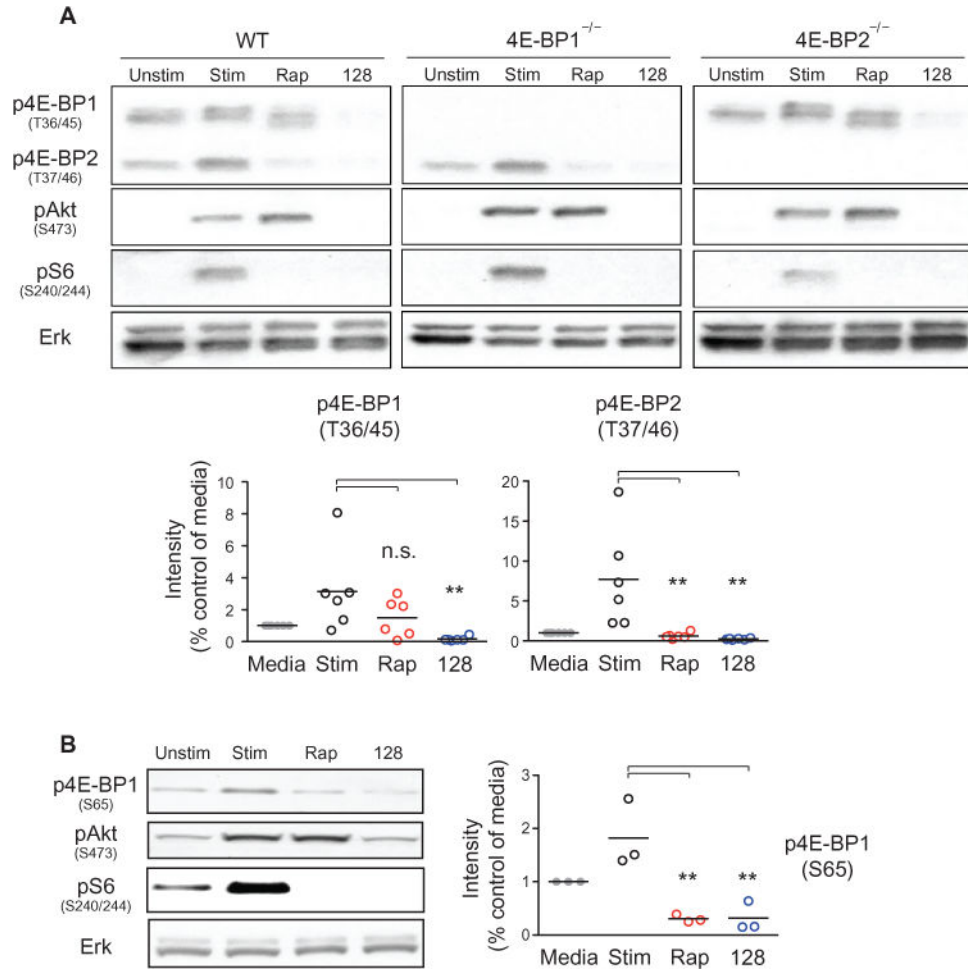 A
WT
4E-BP1⁻/⁻
4E-BP2⁻/⁻
Unstim Stim Rap 128
Unstim Stim Rap 128
Unstim Stim Rap 128
p4E-BP1
(T36/45)
p4E-BP2
(T37/46)
pAkt
(S473)
pS6
(S240/244)
Erk
p4E-BP1
(T36/45)
Intensity
(% control of media)
10
8
6
4
2
0
n.s.
**
Media Stim Rap 128
p4E-BP2
(T37/46)
20
15
10
5
0
**
**
Media Stim Rap 128
B
Unstim Stim Rap 128
p4E-BP1
(S65)
pAkt
(S473)
pS6
(S240/244)
Erk
Intensity
(% control of media)
3
2
1
0
**
**
Media Stim Rap 128
p4E-BP1
(S65)